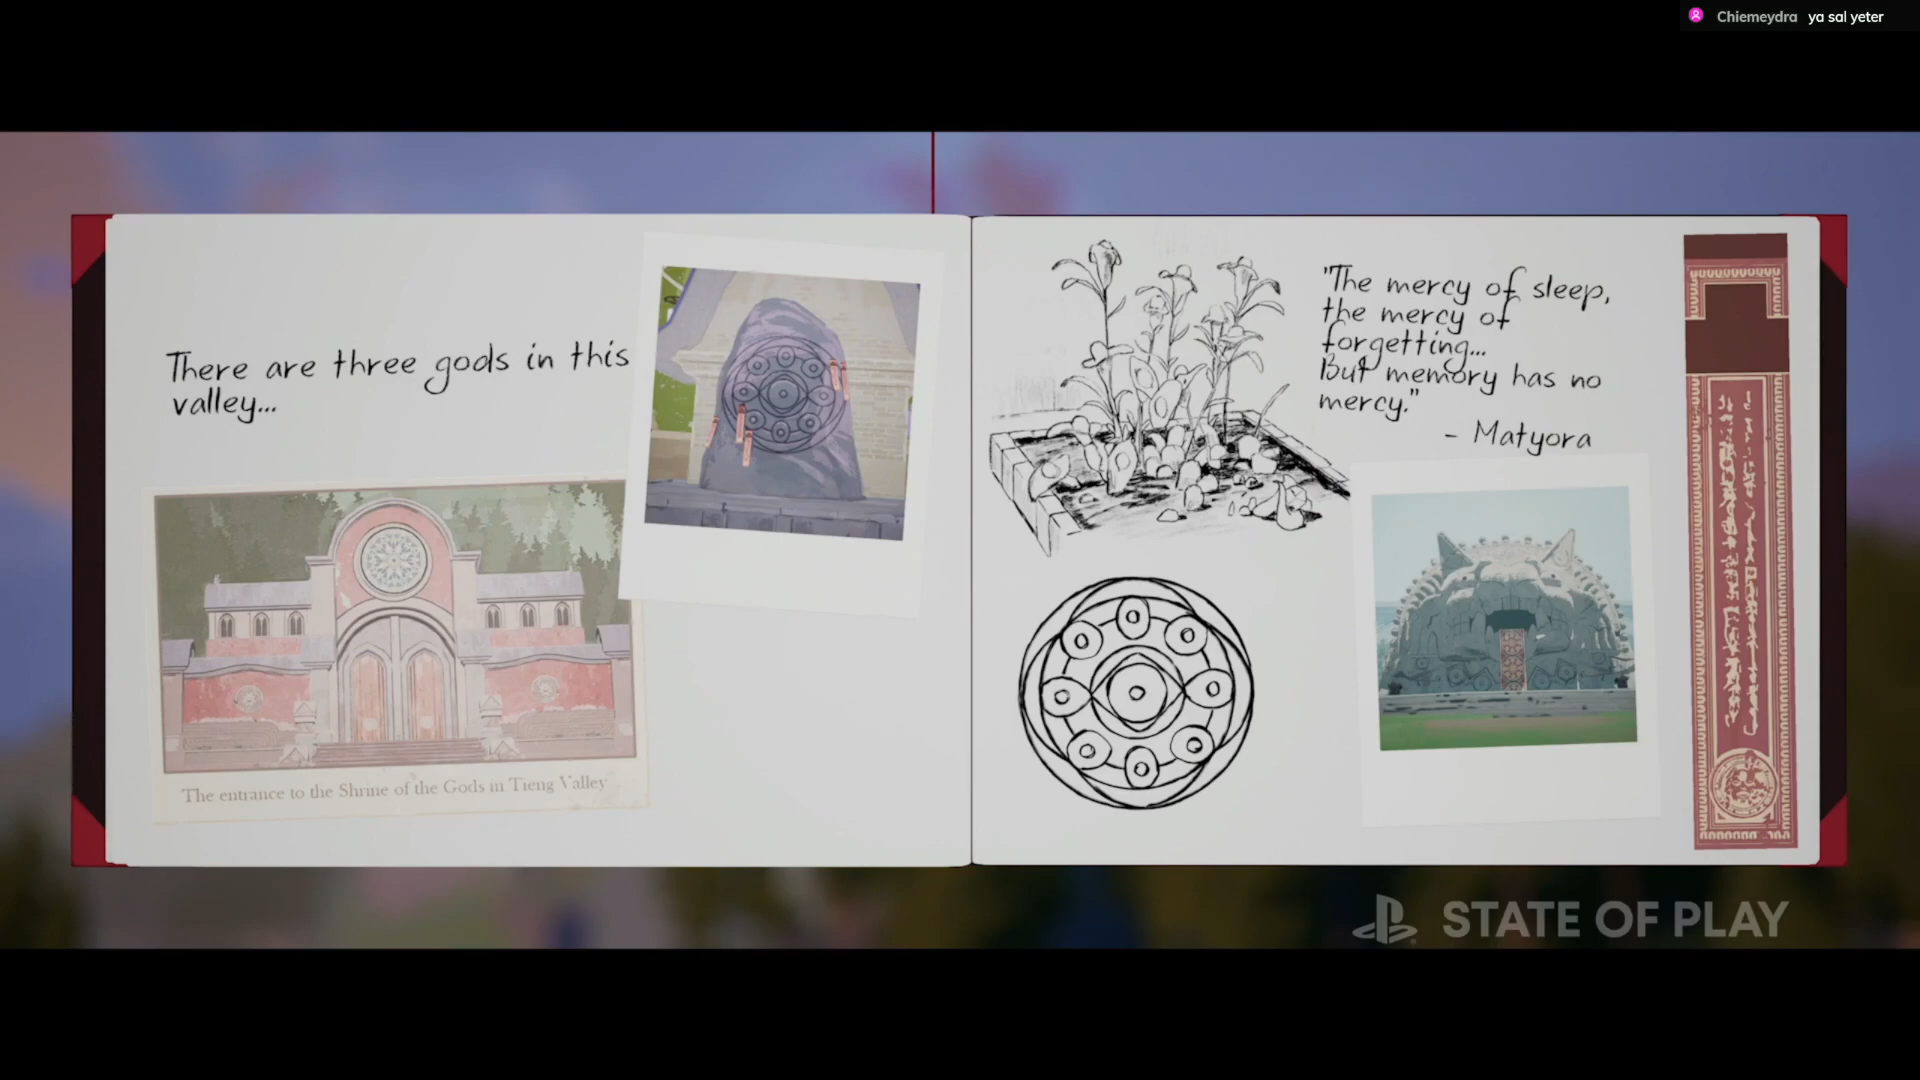 Chiemeydra ya sal yeter
There are three gods in this
valley...
The entrance to the Shrine of the Gods in Tieng Valley
"The mercy of sleep,
the mercy of
forgetting...
But memory has no
mercy."
- Matyora
STATE OF PLAY